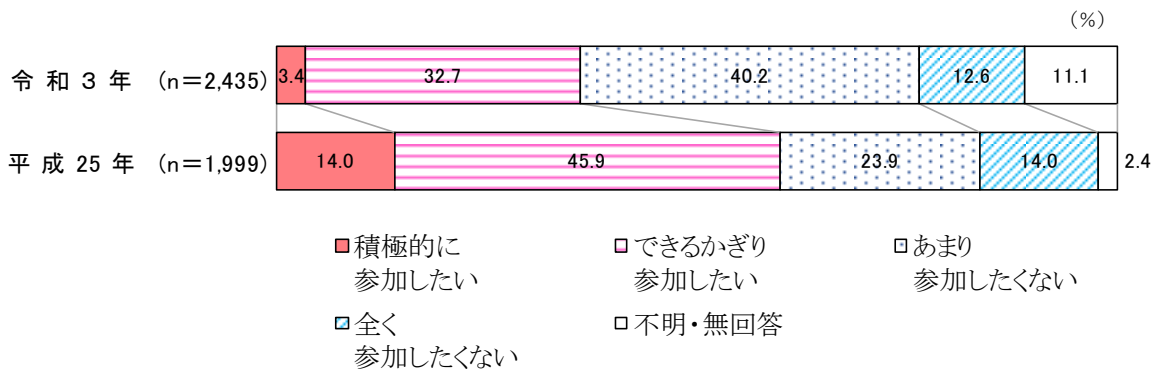 (%)
令和3年 (n=2,435)
3.4 32.7 40.2 12.6 11.1
平成25年 (n=1,999)
14.0 45.9 23.9 14.0 2.4
積極的に
参加したい
できるかぎり
参加したい
あまり
参加したくない
全く
参加したくない
不明・無回答